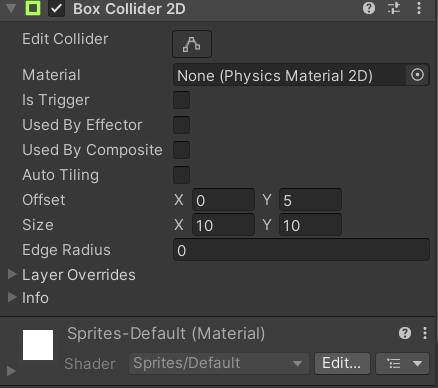 Box Collider 2D
Edit Collider
Material None (Physics Material 2D)
Is Trigger
Used By Effector
Used By Composite
Auto Tiling
Offset X 0 Y 5
Size X 10 Y 10
Edge Radius 0
Layer Overrides
Info
Sprites-Default (Material)
Shader Sprites/Default Edit...